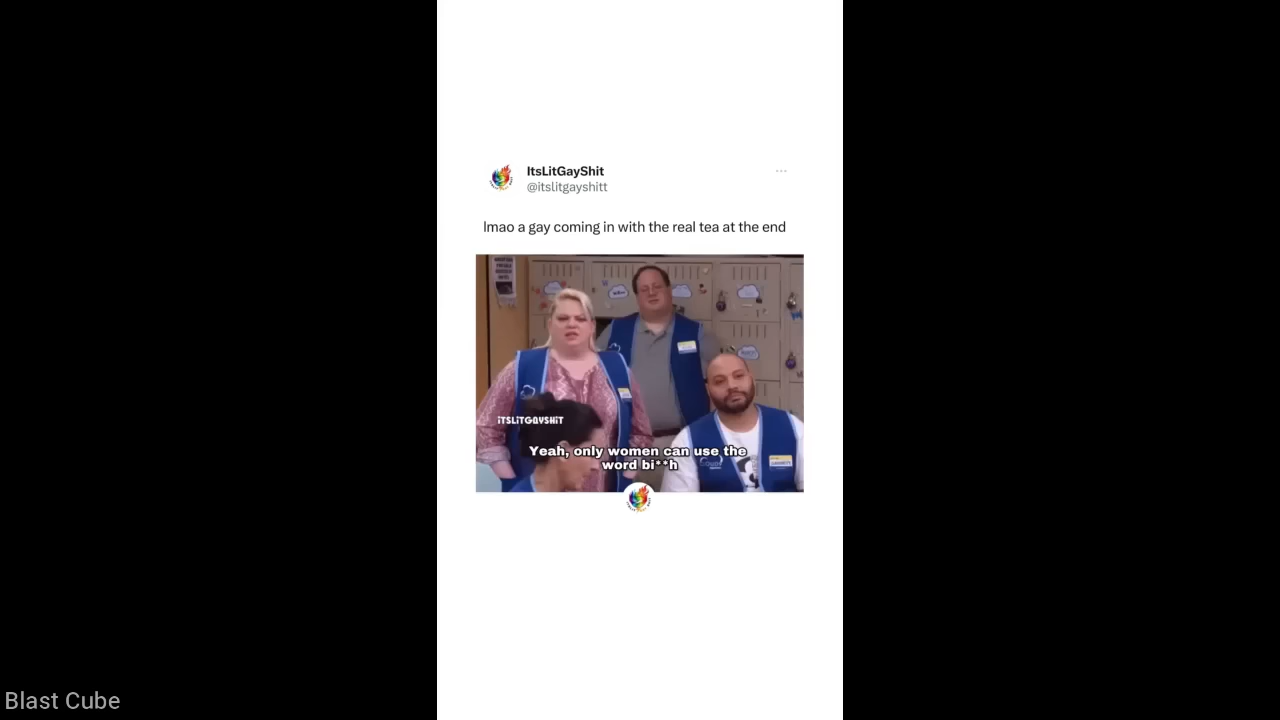 ItsLitGayShit
@itslitgayshitt
lmao a gay coming in with the real tea at the end
iTSLiTGAYSHiT
Yeah, only women can use the
word bi**h
Blast Cube